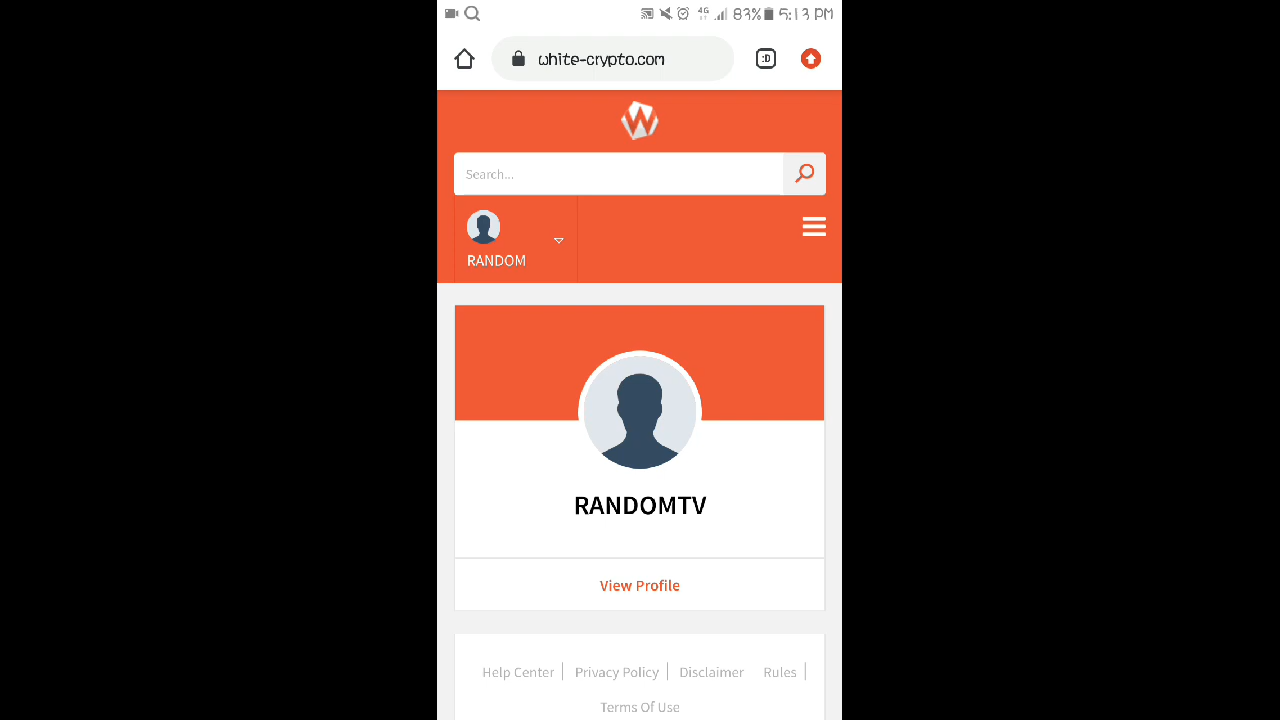 4G 83% 5:13 PM
white-crypto.com :D
W
Search...
RANDOM
RANDOMTV
View Profile
Help Center Privacy Policy Disclaimer Rules
Terms Of Use